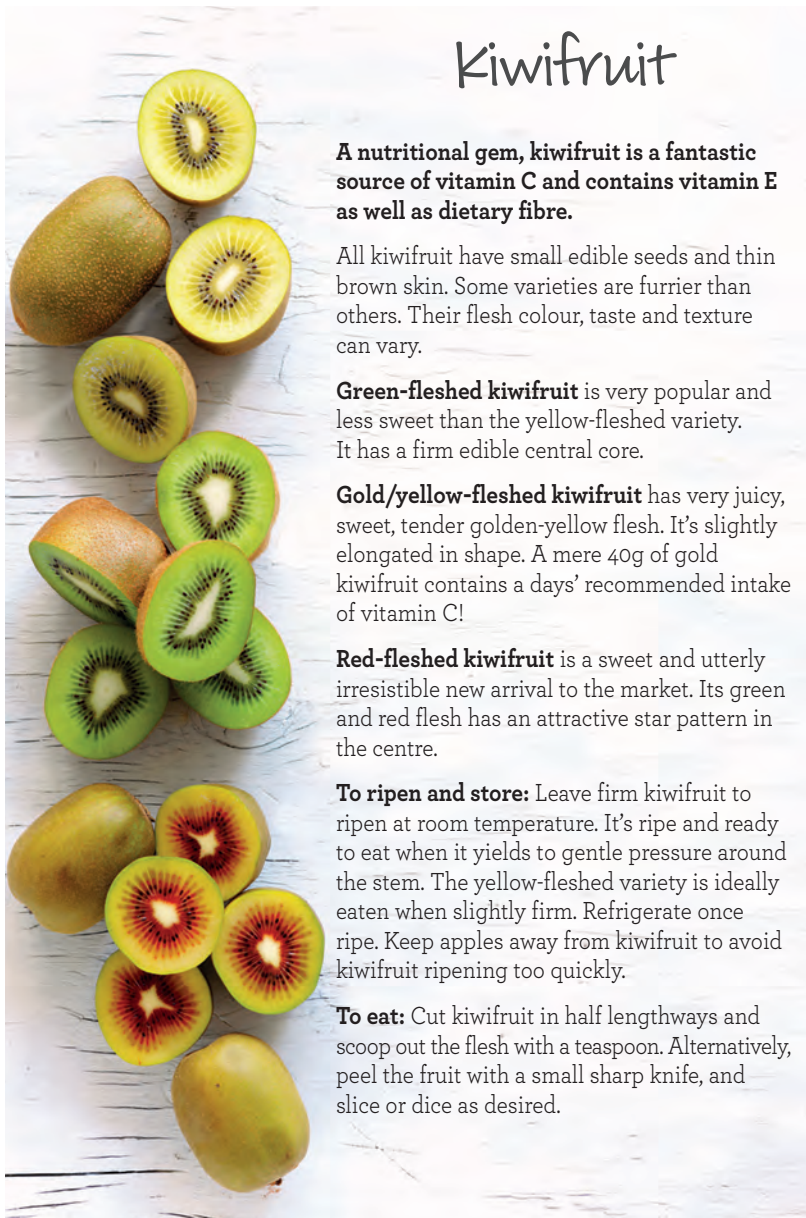 Kiwifruit
A nutritional gem, kiwifruit is a fantastic
source of vitamin C and contains vitamin E
as well as dietary fibre.
All kiwifruit have small edible seeds and thin
brown skin. Some varieties are furrier than
others. Their flesh colour, taste and texture
can vary.
Green-fleshed kiwifruit is very popular and
less sweet than the yellow-fleshed variety.
It has a firm edible central core.
Gold/yellow-fleshed kiwifruit has very juicy,
sweet, tender golden-yellow flesh. It's slightly
elongated in shape. A mere 40g of gold
kiwifruit contains a days' recommended intake
of vitamin C!
Red-fleshed kiwifruit is a sweet and utterly
irresistible new arrival to the market. Its green
and red flesh has an attractive star pattern in
the centre.
To ripen and store: Leave firm kiwifruit to
ripen at room temperature. It's ripe and ready
to eat when it yields to gentle pressure around
the stem. The yellow-fleshed variety is ideally
eaten when slightly firm. Refrigerate once
ripe. Keep apples away from kiwifruit to avoid
kiwifruit ripening too quickly.
To eat: Cut kiwifruit in half lengthways and
scoop out the flesh with a teaspoon. Alternatively,
peel the fruit with a small sharp knife, and
slice or dice as desired.